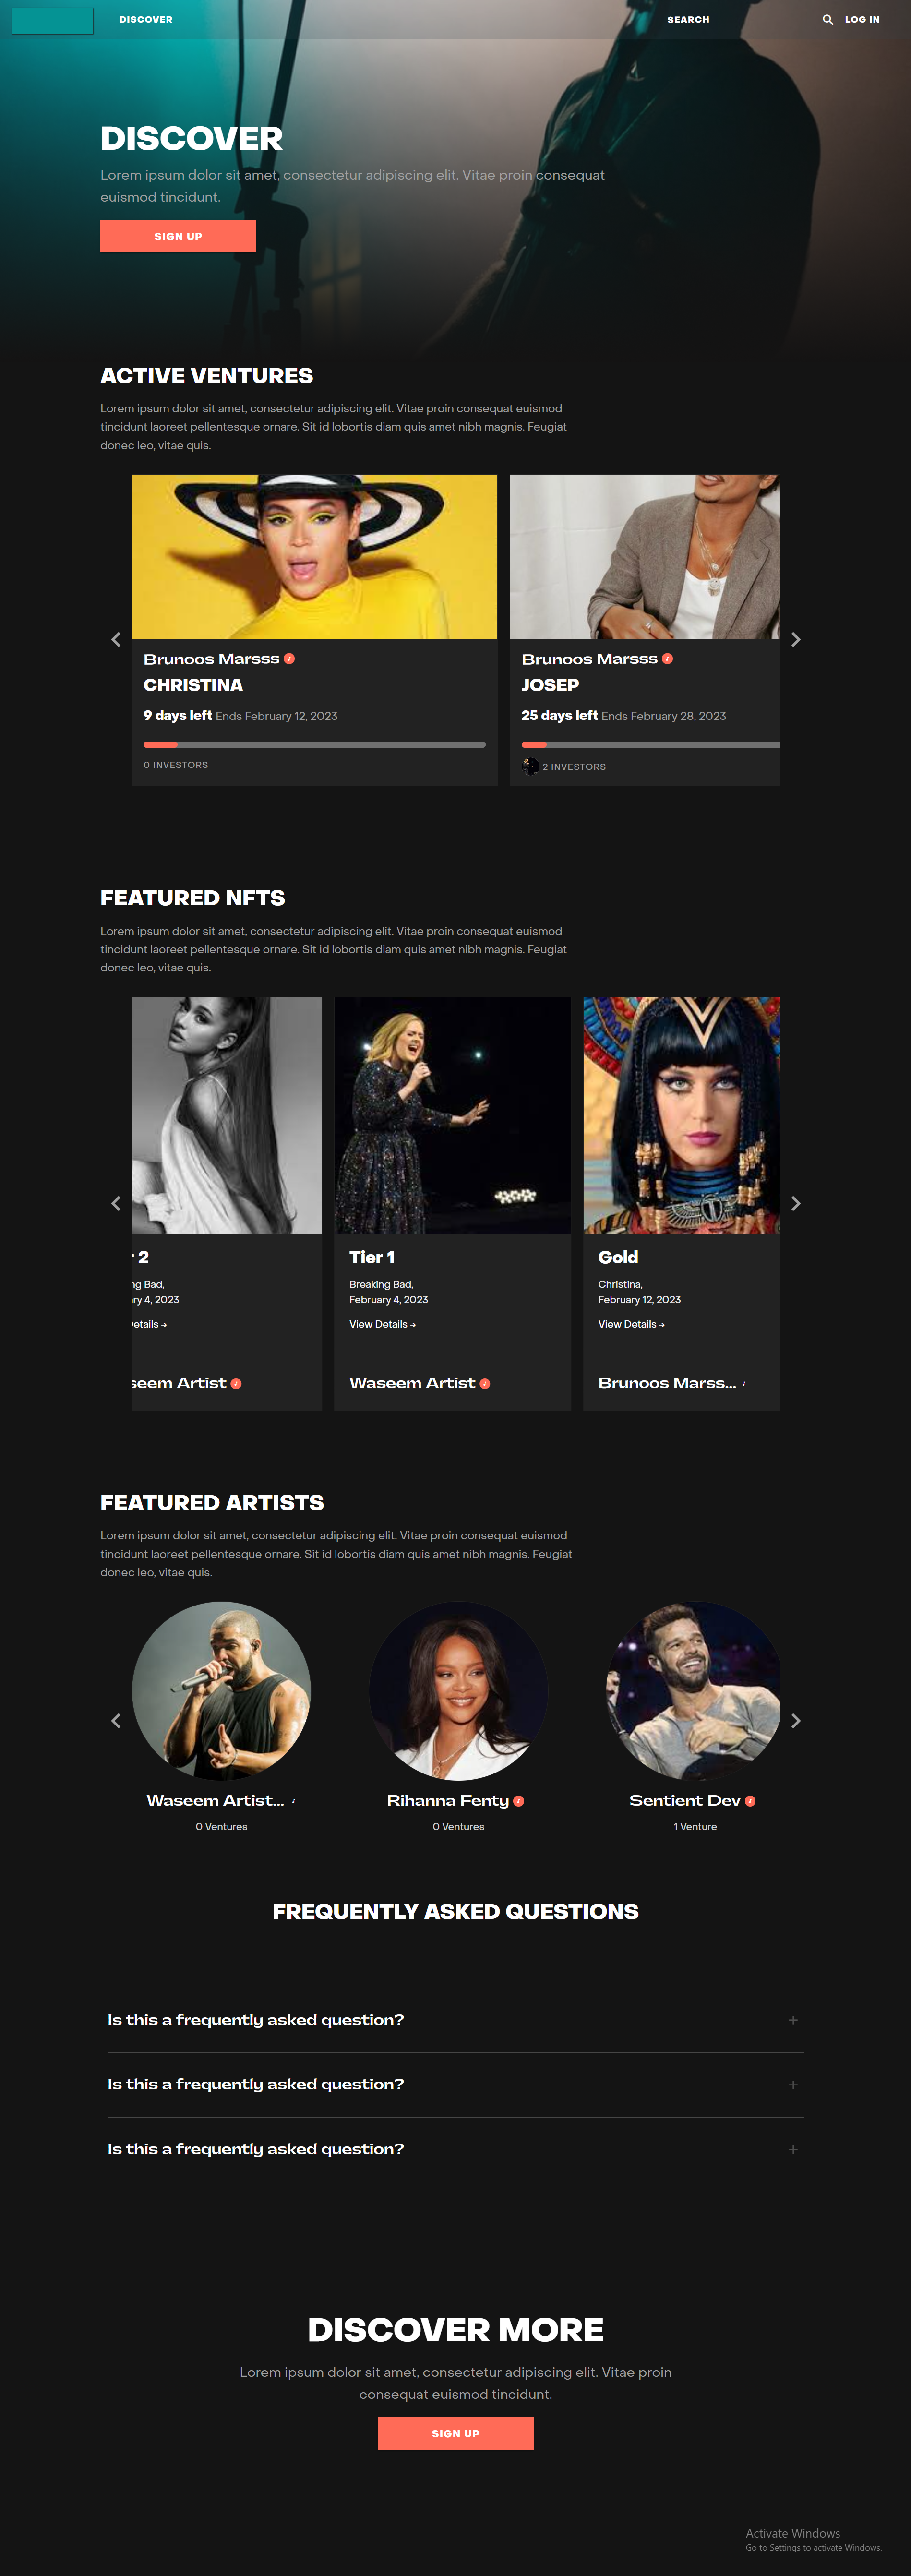 DISCOVER
SEARCH
LOG IN
DISCOVER
Lorem ipsum dolor sit amet, consectetur adipiscing elit. Vitae proin consequat
euismod tincidunt.
SIGN UP
ACTIVE VENTURES
Lorem ipsum dolor sit amet, consectetur adipiscing elit. Vitae proin consequat euismod
tincidunt laoreet pellentesque ornare. Sit id lobortis diam quis amet nibh magnis. Feugiat
donec leo, vitae quis.
Brunoos Marsss
CHRISTINA
9 days left Ends February 12, 2023
0 INVESTORS
Brunoos Marsss
JOSEP
25 days left Ends February 28, 2023
2 INVESTORS
FEATURED NFTS
Lorem ipsum dolor sit amet, consectetur adipiscing elit. Vitae proin consequat euismod
tincidunt laoreet pellentesque ornare. Sit id lobortis diam quis amet nibh magnis. Feugiat
donec leo, vitae quis.
r 2
ng Bad,
ary 4, 2023
Details →
seem Artist
Tier 1
Breaking Bad,
February 4, 2023
View Details →
Waseem Artist
Gold
Christina,
February 12, 2023
View Details →
Brunoos Marss...
FEATURED ARTISTS
Lorem ipsum dolor sit amet, consectetur adipiscing elit. Vitae proin consequat euismod
tincidunt laoreet pellentesque ornare. Sit id lobortis diam quis amet nibh magnis. Feugiat
donec leo, vitae quis.
Waseem Artist...
0 Ventures
Rihanna Fenty
0 Ventures
Sentient Dev
1 Venture
FREQUENTLY ASKED QUESTIONS
Is this a frequently asked question?
Is this a frequently asked question?
Is this a frequently asked question?
DISCOVER MORE
Lorem ipsum dolor sit amet, consectetur adipiscing elit. Vitae proin
consequat euismod tincidunt.
SIGN UP
Activate Windows
Go to Settings to activate Windows.